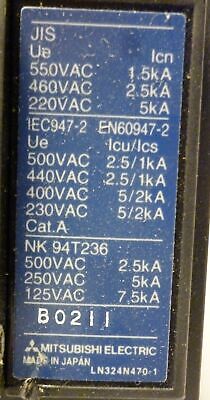 JIS
Ue Icn
550VAC 1.5kA
460VAC 2.5kA
220VAC 5kA
IEC947-2 EN60947-2
Ue Icu/Ics
500VAC 2.5/1kA
440VAC 2.5/1kA
400VAC 5/2kA
230VAC 5/2kA
Cat.A
NK 94T236
500VAC 2.5kA
250VAC 5kA
125VAC 7.5kA
B0211
MITSUBISHI ELECTRIC
MADE IN JAPAN
LN324N470-1